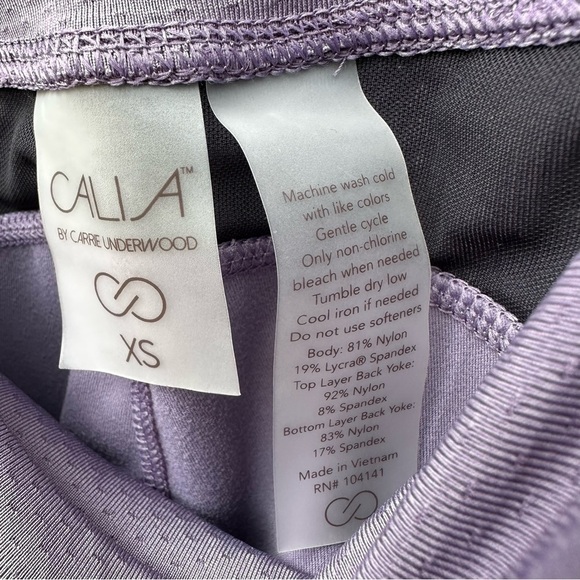 CALIA™
BY CARRIE UNDERWOOD
XS
Machine wash cold
with like colors
Gentle cycle
Only non-chlorine
bleach when needed
Tumble dry low
Cool iron if needed
Do not use softeners
Body: 81% Nylon
19% Lycra® Spandex
Top Layer Back Yoke:
92% Nylon
8% Spandex
Bottom Layer Back Yoke:
83% Nylon
17% Spandex
Made in Vietnam
RN# 104141